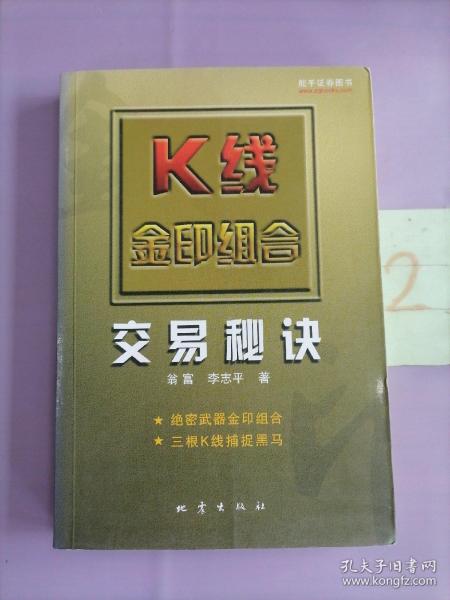 能手证券图书
K线
金印组合
交易秘诀
翁富 李志平 著
★ 绝密武器金印组合
★ 三根K线捕捉黑马
地震出版社
2
孔夫子旧书网
www.kongfz.com